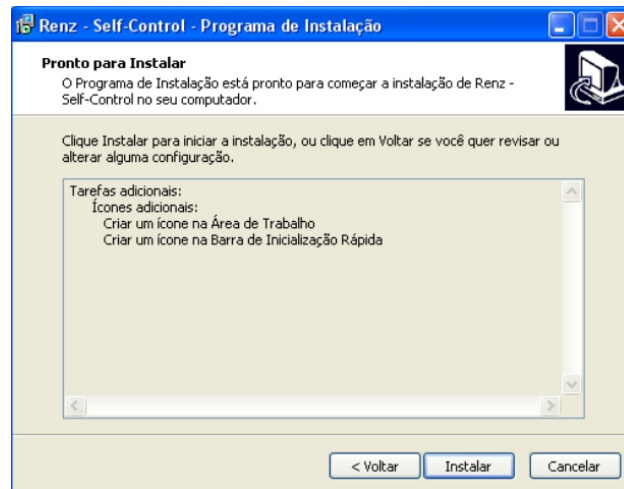 Renz - Self-Control - Programa de Instalação
Pronto para Instalar
O Programa de Instalação está pronto para começar a instalação de Renz -
Self-Control no seu computador.
Clique Instalar para iniciar a instalação, ou clique em Voltar se você quer revisar ou
alterar alguma configuração.
Tarefas adicionais:
Ícones adicionais:
Criar um ícone na Área de Trabalho
Criar um ícone na Barra de Inicialização Rápida
< Voltar
Instalar
Cancelar